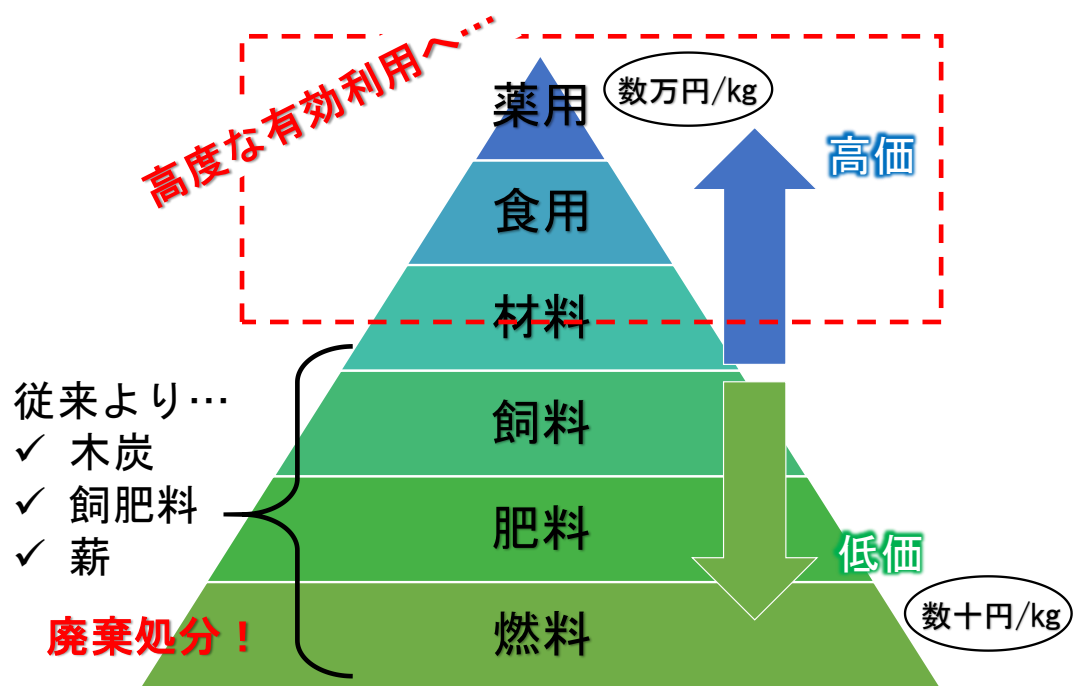 高度な有効利用へ…
薬用
数万円/kg
高価
食用
材料
従来より…
✓ 木炭
✓ 飼肥料
✓ 薪
飼料
肥料
低価
廃棄処分！
燃料
数十円/kg